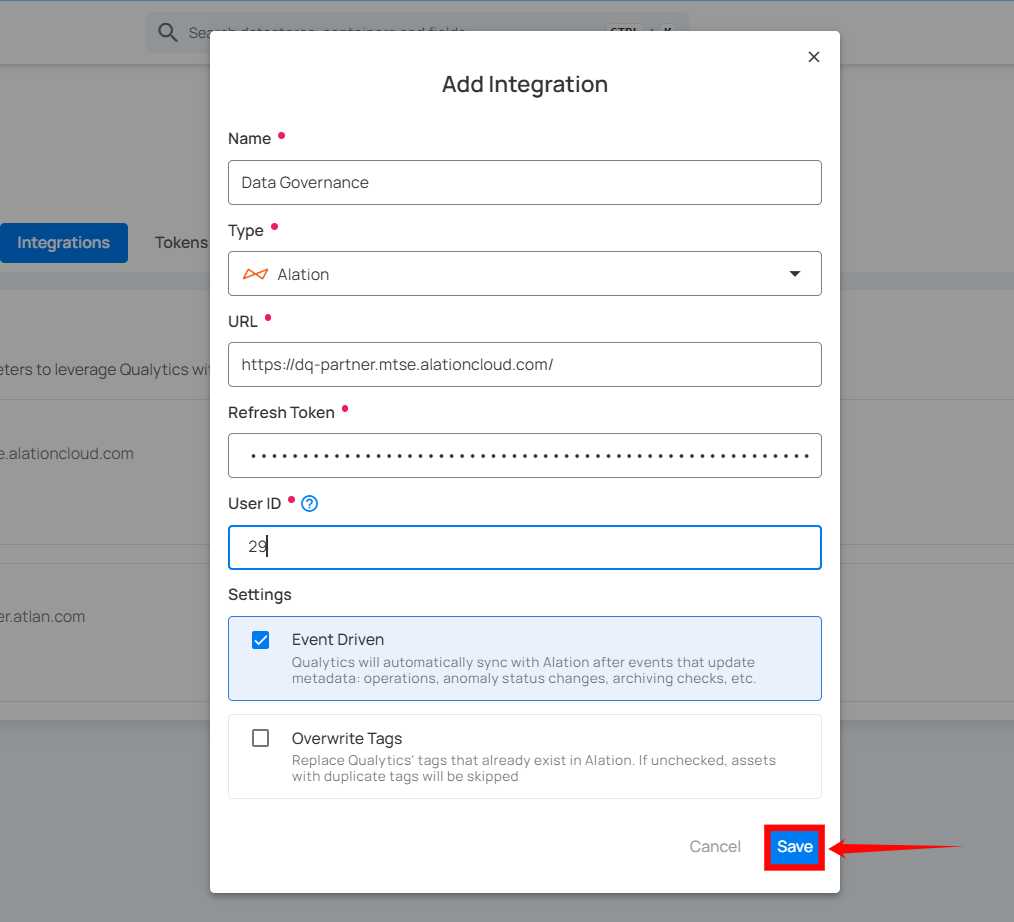 Search datastores, containers and fields
CTRL + K
Add Integration
Name
Data Governance
Type
Integrations
Tokens
Alation
URL
https://dq-partner.mtse.alationcloud.com/
eters to leverage Qualytics wit
Refresh Token
e.alationcloud.com
User ID
29
Settings
er.atlan.com
Event Driven
Qualytics will automatically sync with Alation after events that update
metadata: operations, anomaly status changes, archiving checks, etc.
Overwrite Tags
Replace Qualytics' tags that already exist in Alation. If unchecked, assets
with duplicate tags will be skipped
Cancel
Save